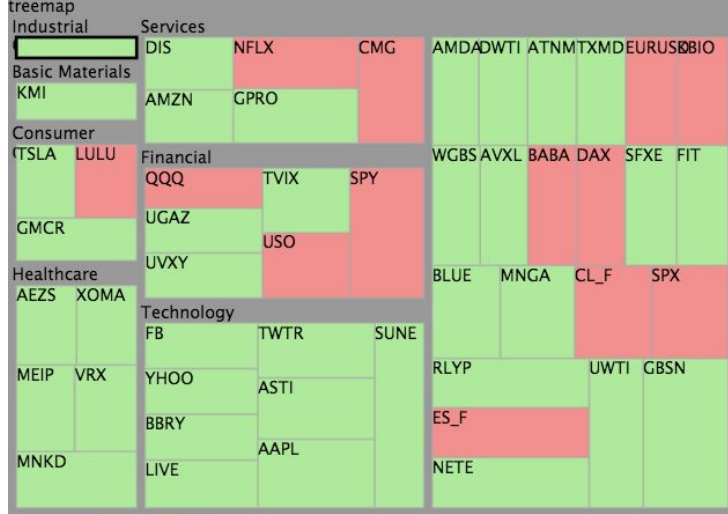 treemap
Industrial
Basic Materials
KMI
Consumer
TSLA LULU
GMCR
Healthcare
AEZS XOMA
MEIP VRX
MNKD
Services
DIS NFLX CMG
AMZN GPRO
Financial
QQQ TVIX SPY
UGAZ
USO
UVXY
Technology
FB TWTR SUNE
YHOO
ASTI
BBRY
AAPL
LIVE
AMDA DWTI ATNM TXMD EURUSD KBIO
WGBS AVXL BABA DAX SFXE FIT
BLUE MNGA CL_F SPX
RLYP UWTI GBSN
ES_F
NETE